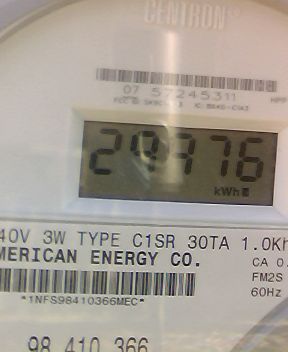 CENTRON
07 57245311
29376
kWh
40V 3W TYPE C1SR 30TA 1.0Kh
MERICAN ENERGY CO.
CA 0.
FM2S
60Hz
*1NFS98410366MEC*
98 410 366